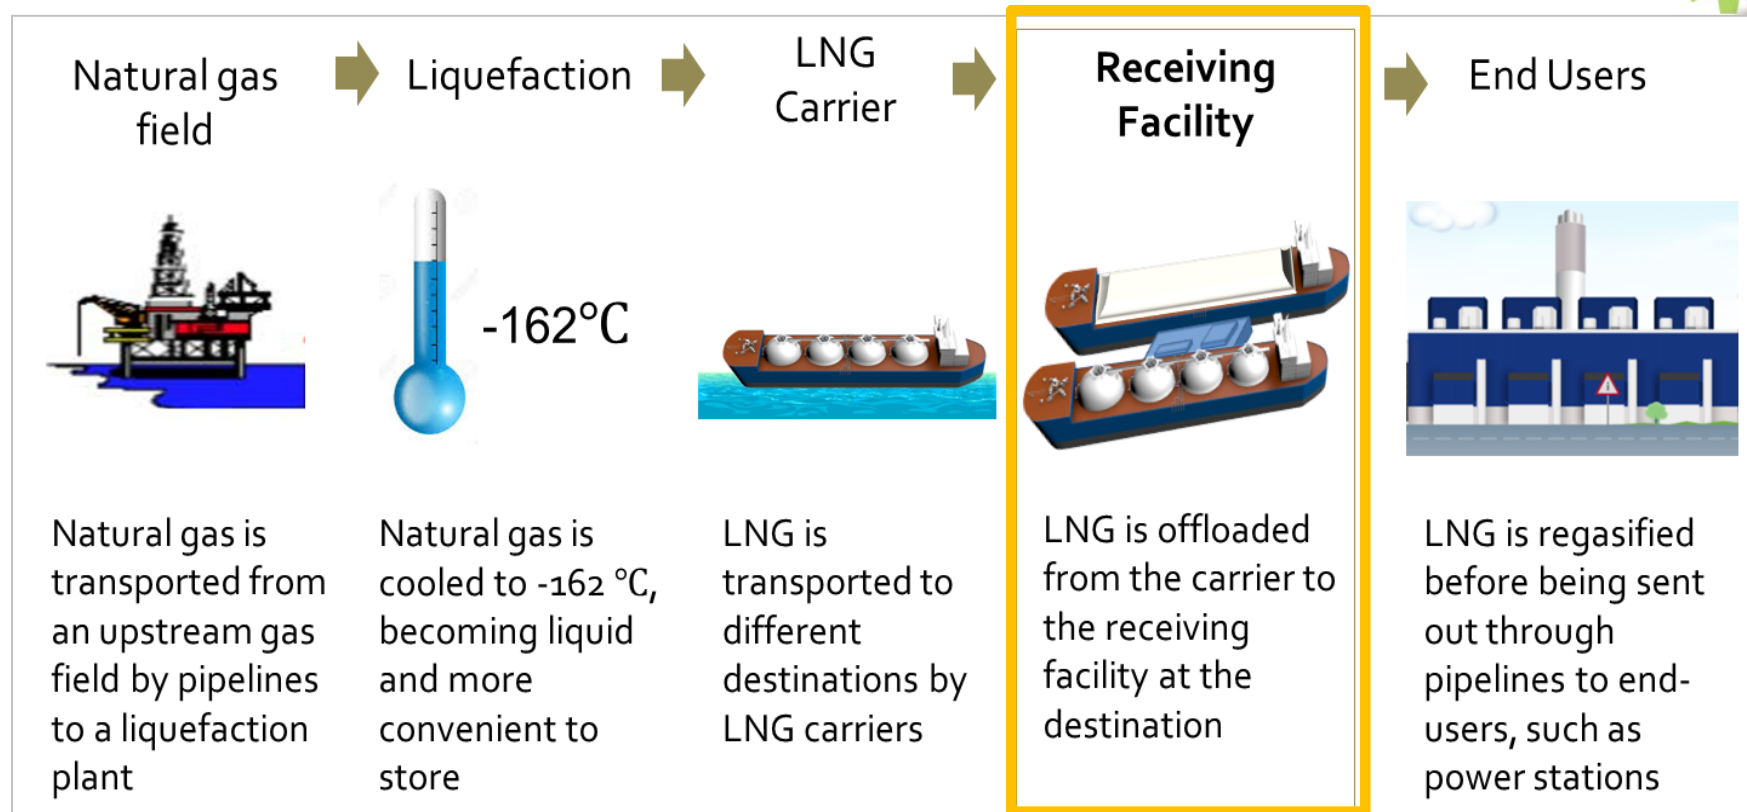 Natural gas
field
Liquefaction
LNG
Carrier
Receiving
Facility
End Users
-162℃
Natural gas is
transported from
an upstream gas
field by pipelines
to a liquefaction
plant
Natural gas is
cooled to -162 ℃,
becoming liquid
and more
convenient to
store
LNG is
transported to
different
destinations by
LNG carriers
LNG is offloaded
from the carrier to
the receiving
facility at the
destination
LNG is regasified
before being sent
out through
pipelines to end-
users, such as
power stations